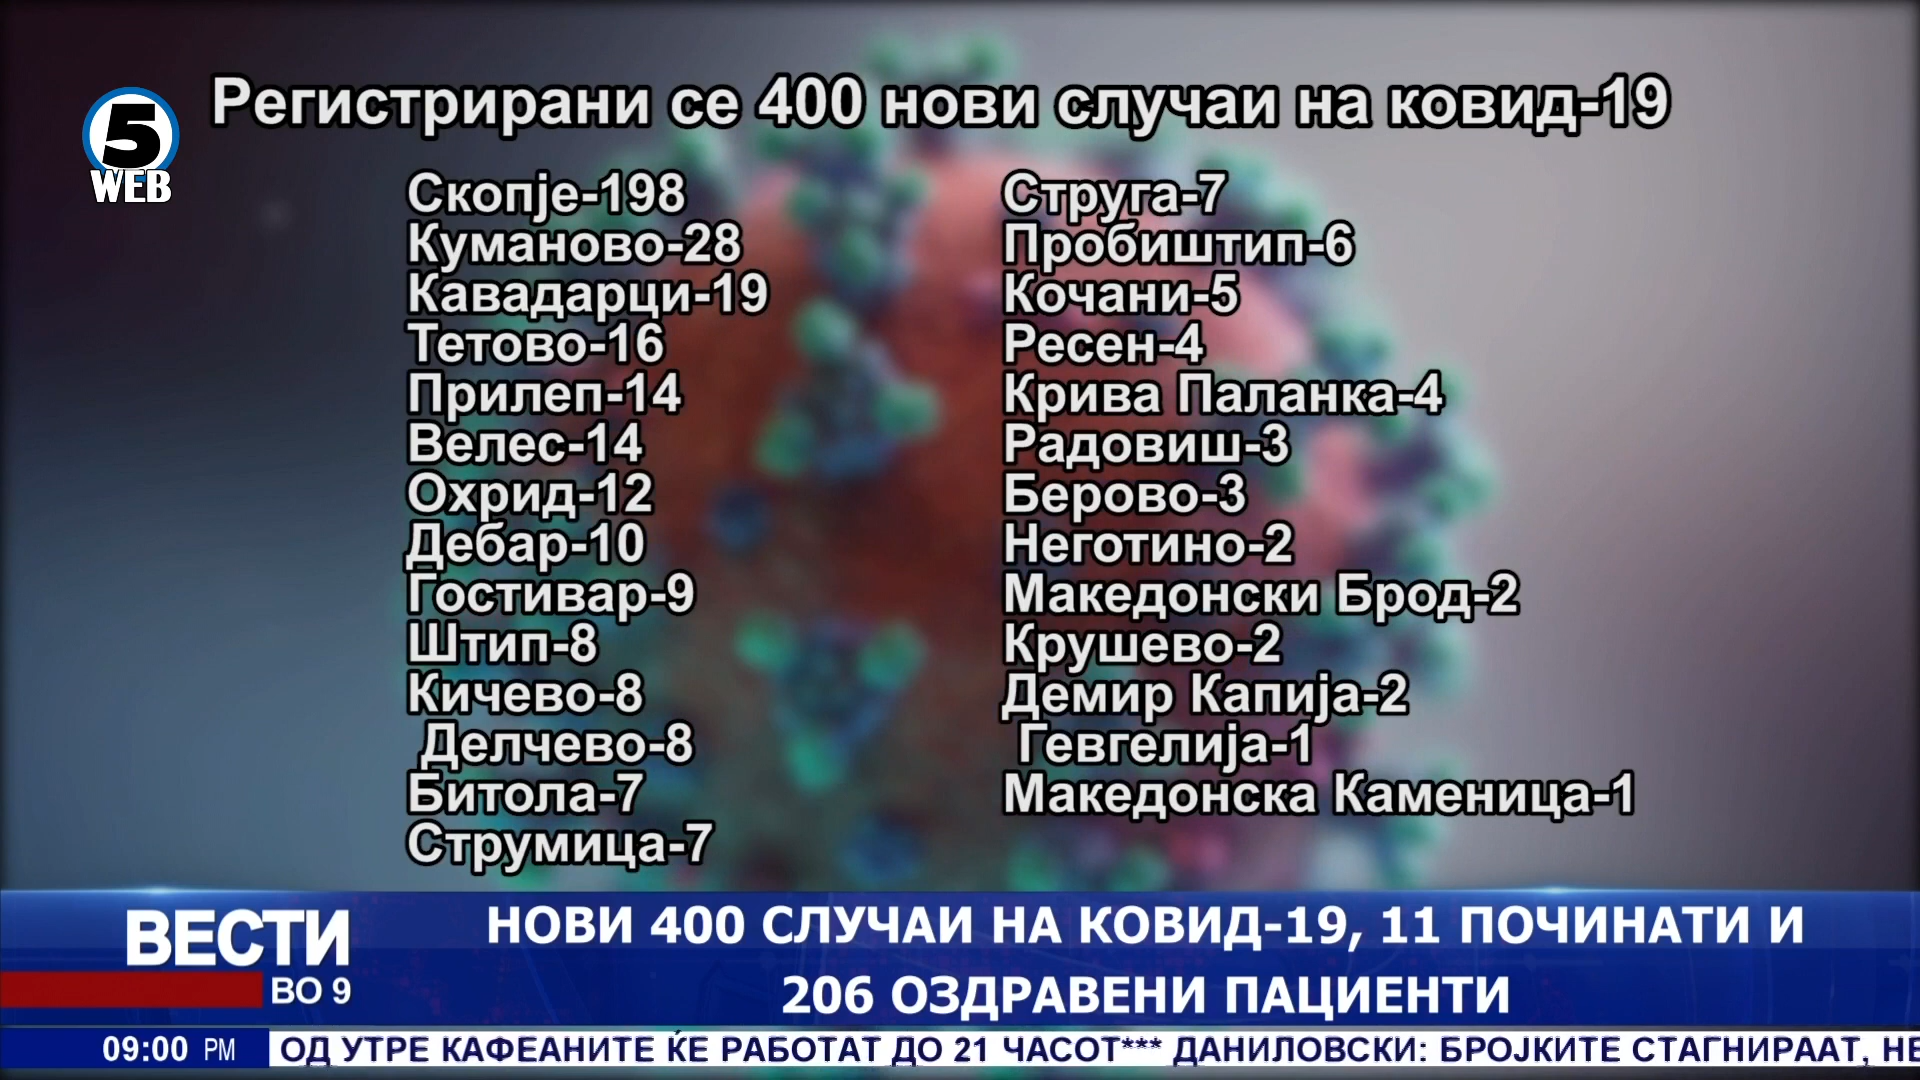 5
WEB
Регистрирани се 400 нови случаи на ковид-19
Скопје-198
Куманово-28
Кавадарци-19
Тетово-16
Прилеп-14
Велес-14
Охрид-12
Дебар-10
Гостивар-9
Штип-8
Кичево-8
Делчево-8
Битола-7
Струмица-7
Струга-7
Пробиштип-6
Кочани-5
Ресен-4
Крива Паланка-4
Радовиш-3
Берово-3
Неготино-2
Македонски Брод-2
Крушево-2
Демир Капија-2
Гевгелија-1
Македонска Каменица-1
ВЕСТИ
ВО 9
НОВИ 400 СЛУЧАИ НА КОВИД-19, 11 ПОЧИНАТИ И
206 ОЗДРАВЕНИ ПАЦИЕНТИ
09:00 PM
ОД УТРЕ КАФЕАНИТЕ ЌЕ РАБОТАТ ДО 21 ЧАСОТ*** ДАНИЛОВСКИ: БРОЈКИТЕ СТАГНИРААТ, НЕ